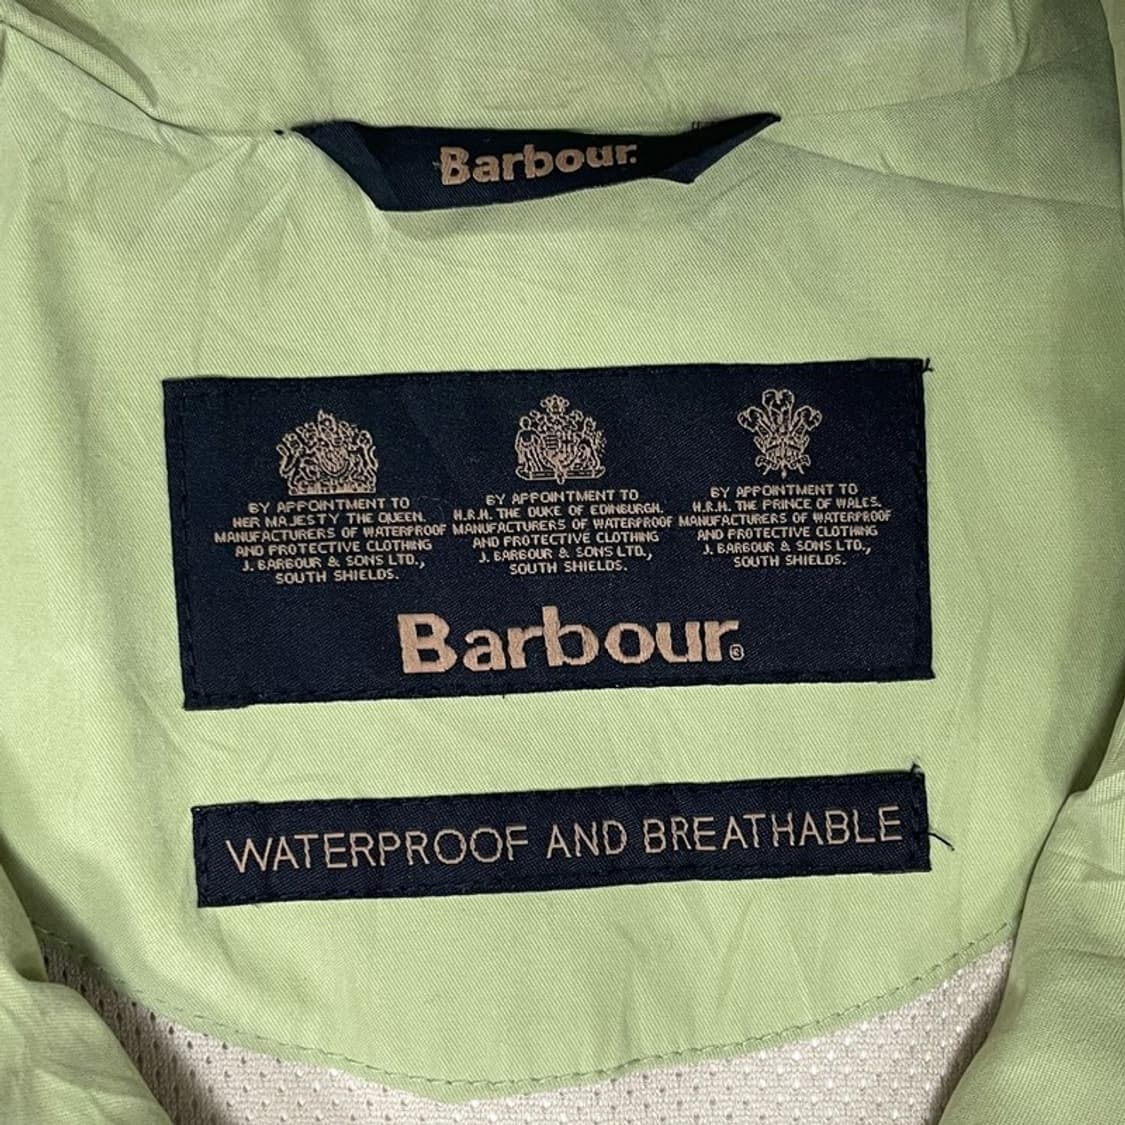 Barbour.
BY APPOINTMENT TO
HER MAJESTY THE QUEEN.
MANUFACTURERS OF WATERPROOF
AND PROTECTIVE CLOTHING
J. BARBOUR & SONS LTD.,
SOUTH SHIELDS.
BY APPOINTMENT TO
H.R.H. THE DUKE OF EDINBURGH.
MANUFACTURERS OF WATERPROOF
AND PROTECTIVE CLOTHING
J. BARBOUR & SONS LTD.,
SOUTH SHIELDS.
BY APPOINTMENT TO
H.R.H. THE PRINCE OF WALES.
MANUFACTURERS OF WATERPROOF
AND PROTECTIVE CLOTHING
J. BARBOUR & SONS LTD.,
SOUTH SHIELDS.
Barbour.®
WATERPROOF AND BREATHABLE